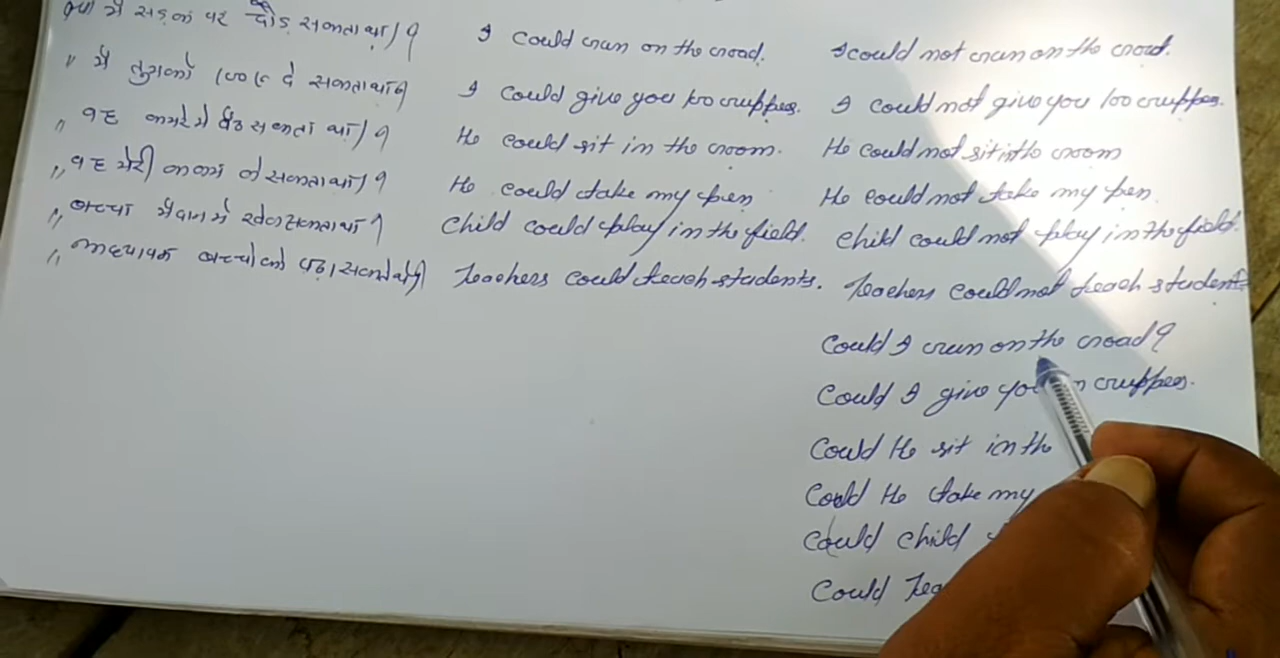 क्या मैं सड़क पर दौड़ सकता था। ? I could run on the road. I could not run on the road.
" मैं तुमको 100 रु दे सकता था ? I could give you 100 ruppes. I could not give you 100 ruppes.
" वह कमरे में बैठ सकता था। ? He could sit in the room. He could not sit in the room
,, वह मेरी कलम ले सकता था। ? He could take my pen He could not take my pen.
,, बच्चा मैदान में खेल सकता था ? Child could play in the field. Child could not play in the field.
,, अध्यापक बच्चो को पढ़ा सकते थे। ? Teachers could teach students. Teachers could not teach students
Could I run on the road ?
Could I give you ruppes.
Could He sit in the
Could He take my
Could child
Could Tea